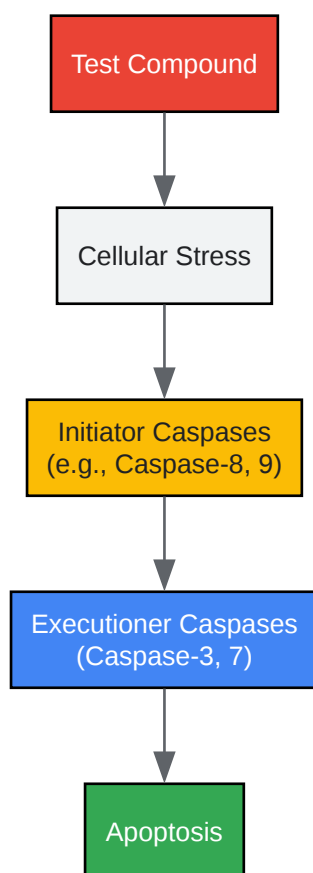 Test Compound
Cellular Stress
Initiator Caspases
(e.g., Caspase-8, 9)
Executioner Caspases
(Caspase-3, 7)
Apoptosis